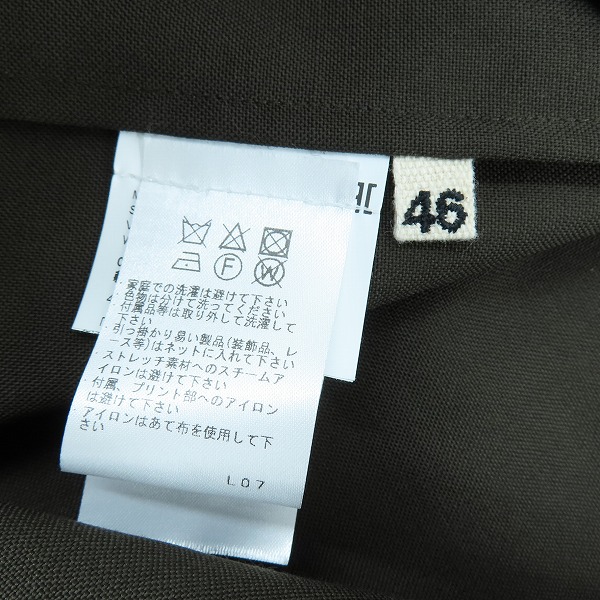 46
F
W
・家庭での洗濯は避けて下さい
・色物は分けて洗ってください
・付属品等は取り外して洗濯して
下さい
・引っ掛かり易い製品(装飾品、レ
ース等)はネットに入れて下さい
・ストレッチ素材へのスチームア
イロンは避けて下さい
・付属、プリント部へのアイロン
は避けて下さい
アイロンはあて布を使用して下
さい
L07